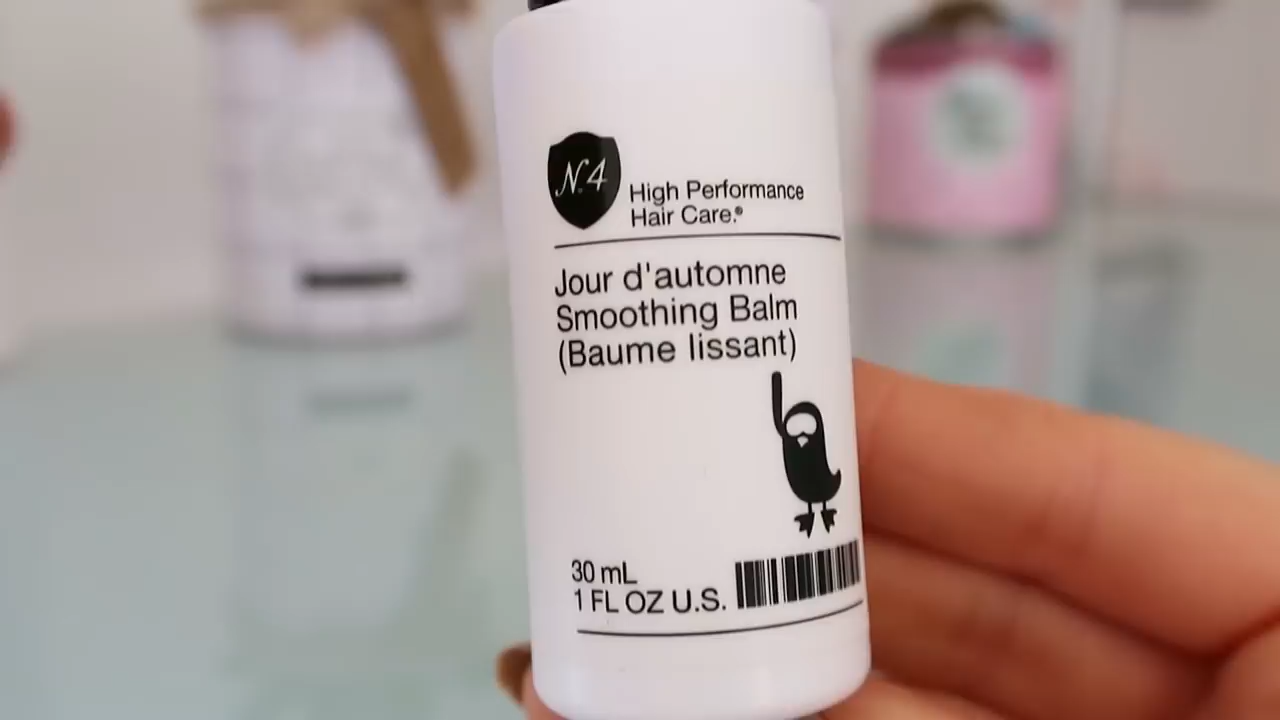 N.4
High Performance
Hair Care.®
Jour d'automne
Smoothing Balm
(Baume lissant)
30 mL
1 FL OZ U.S.